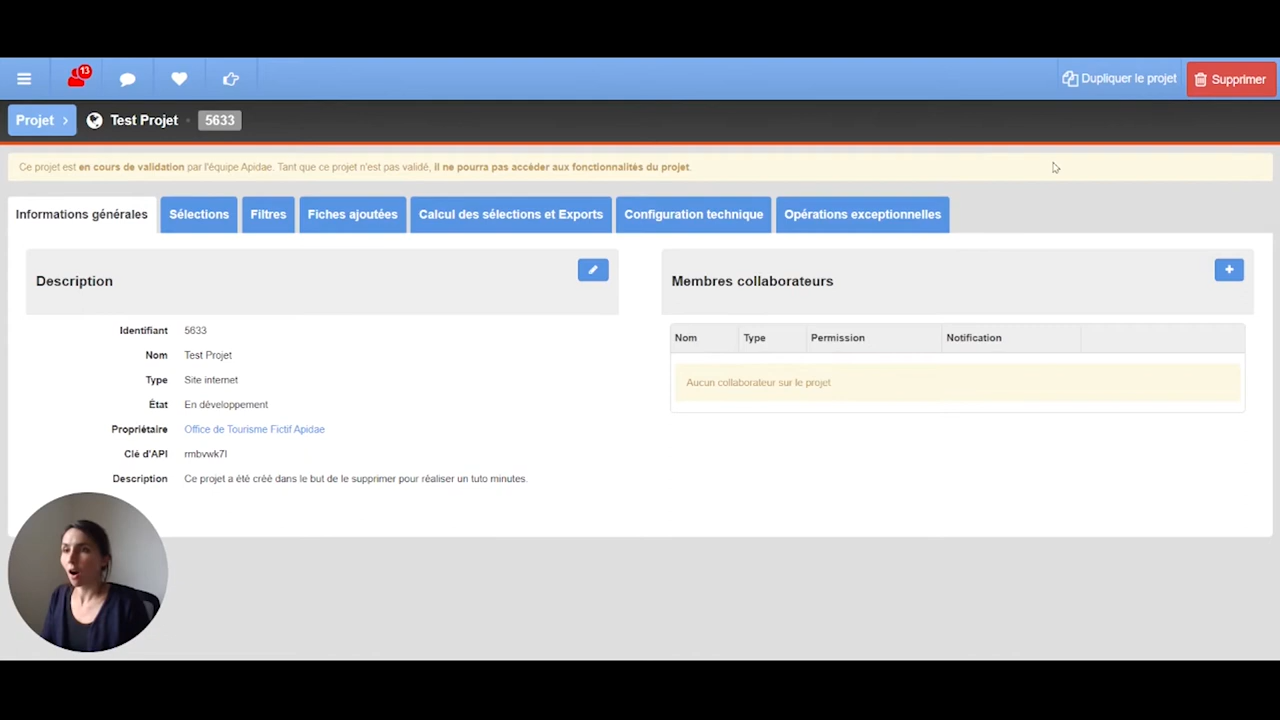 13
Dupliquer le projet
Supprimer
Projet
Test Projet
5633
Ce projet est en cours de validation par l'équipe Apidae. Tant que ce projet n'est pas validé, il ne pourra pas accéder aux fonctionnalités du projet.
Informations générales
Sélections
Filtres
Fiches ajoutées
Calcul des sélections et Exports
Configuration technique
Opérations exceptionnelles
Description
Identifiant 5633
Nom Test Projet
Type Site internet
État En développement
Propriétaire Office de Tourisme Fictif Apidae
Clé d'API rmbvwk7l
Description Ce projet a été créé dans le but de le supprimer pour réaliser un tuto minutes.
Membres collaborateurs
Nom Type Permission Notification
Aucun collaborateur sur le projet